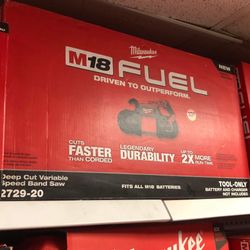 Milwaukee
NEW
M18 FUEL
DRIVEN TO OUTPERFORM.
CUTS
FASTER
THAN CORDED
LEGENDARY
DURABILITY
UP TO
2X MORE
RUN TIME
Deep Cut Variable
Speed Band Saw
2729-20
FITS ALL M18 BATTERIES
TOOL-ONLY
BATTERY AND CHARGER
NOT INCLUDED